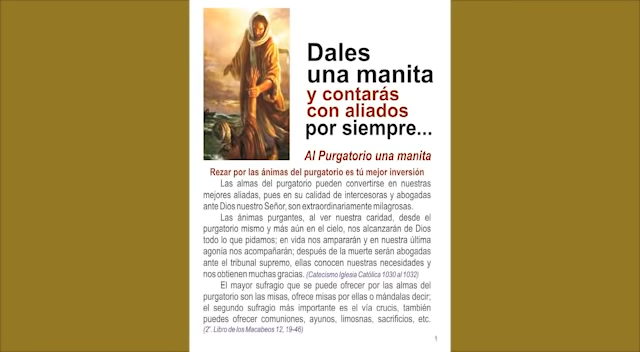 Dales
una manita
y contarás
con aliados
por siempre...
Al Purgatorio una manita
Rezar por las ánimas del purgatorio es tú mejor inversión
Las almas del purgatorio pueden convertirse en nuestras
mejores aliadas, pues en su calidad de intercesoras y abogadas
ante Dios nuestro Señor, son extraordinariamente milagrosas.
Las ánimas purgantes, al ver nuestra caridad, desde el
purgatorio mismo y más aún en el cielo, nos alcanzarán de Dios
todo lo que pidamos; en vida nos ampararán y en nuestra última
agonía nos acompañarán; después de la muerte serán abogadas
ante el tribunal supremo, ellas conocen nuestras necesidades y
nos obtienen muchas gracias. (Catecismo Iglesia Católica 1030 al 1032)
El mayor sufragio que se puede ofrecer por las almas del
purgatorio son las misas, ofrece misas por ellas o mándalas decir;
el segundo sufragio más importante es el vía crucis, también
puedes ofrecer comuniones, ayunos, limosnas, sacrificios, etc.
(2°. Libro de los Macabeos 12, 19-46)
1